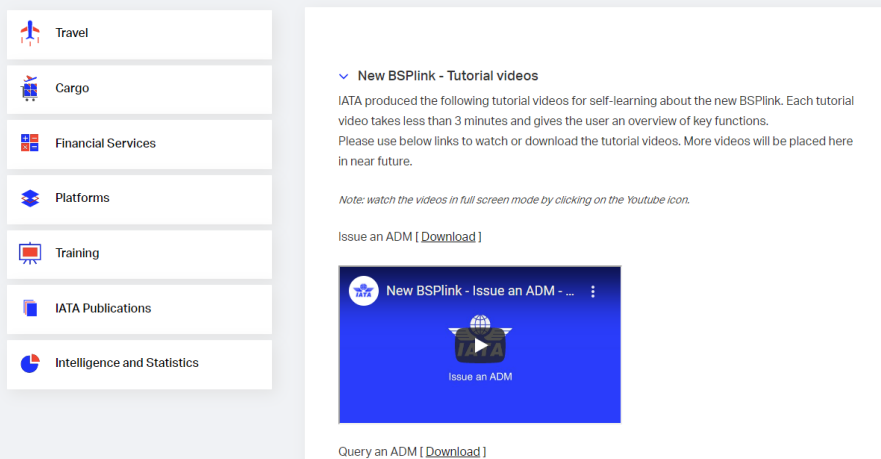 Travel
Cargo
Financial Services
Platforms
Training
IATA Publications
Intelligence and Statistics
New BSPlink - Tutorial videos
IATA produced the following tutorial videos for self-learning about the new BSPlink. Each tutorial
video takes less than 3 minutes and gives the user an overview of key functions.
Please use below links to watch or download the tutorial videos. More videos will be placed here
in near future.
Note: watch the videos in full screen mode by clicking on the Youtube icon.
Issue an ADM [ Download ]
IATA
New BSPlink - Issue an ADM - ...
IATA
Issue an ADM
Query an ADM [ Download ]